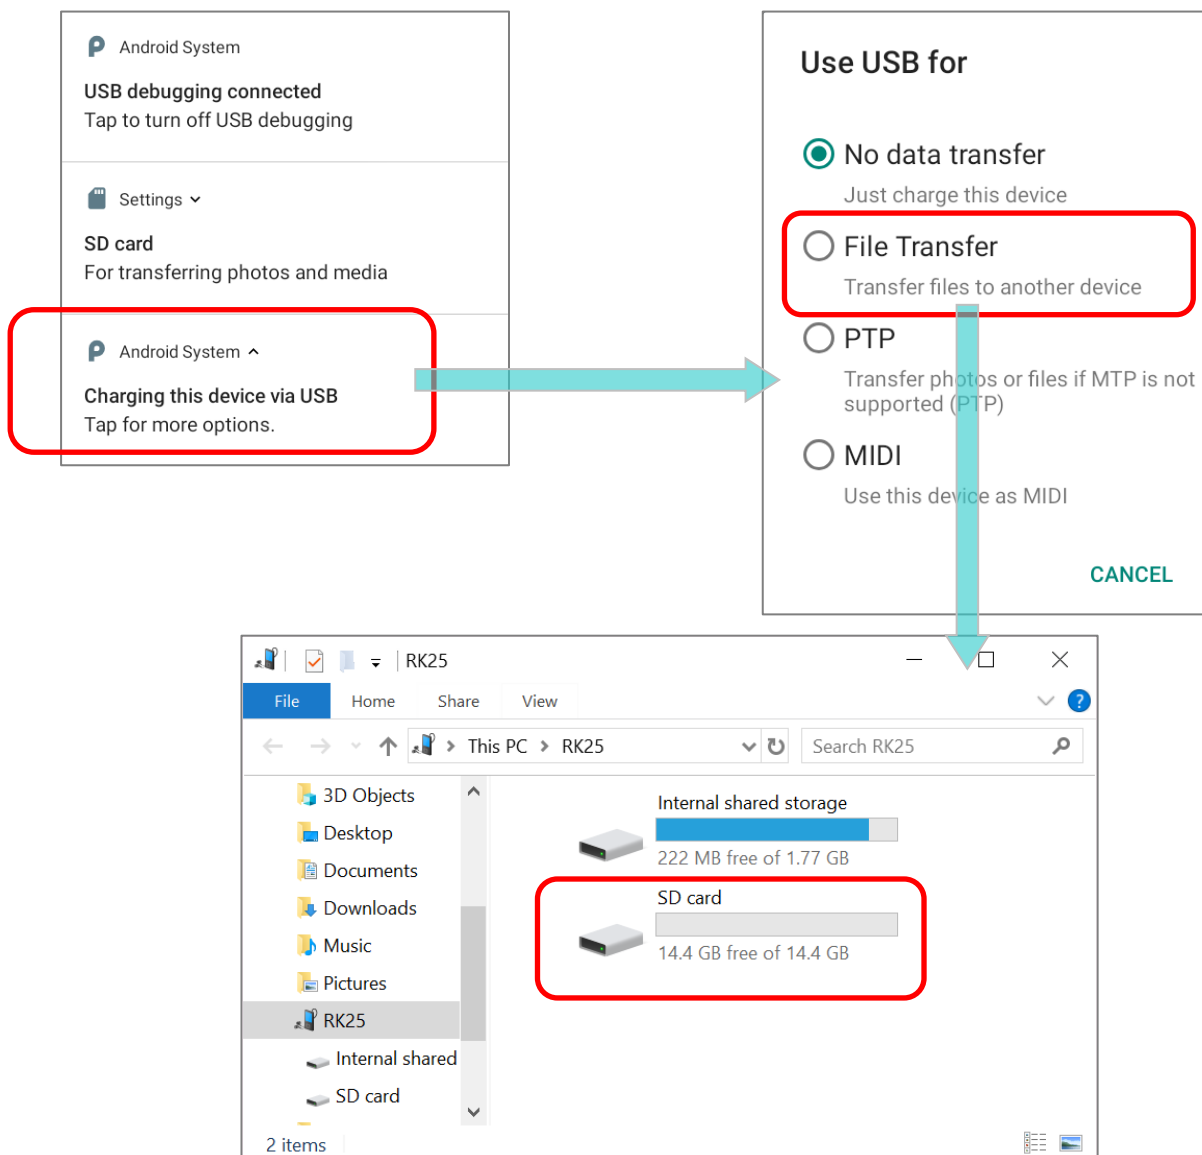 Android System
USB debugging connected
Tap to turn off USB debugging
Settings
SD card
For transferring photos and media
Android System
Charging this device via USB
Tap for more options.
Use USB for
No data transfer
Just charge this device
File Transfer
Transfer files to another device
PTP
Transfer photos or files if MTP is not
supported (PTP)
MIDI
Use this device as MIDI
CANCEL
RK25
File Home Share View
This PC > RK25
Search RK25
3D Objects
Desktop
Documents
Downloads
Music
Pictures
RK25
Internal shared
SD card
Internal shared storage
222 MB free of 1.77 GB
SD card
14.4 GB free of 14.4 GB
2 items